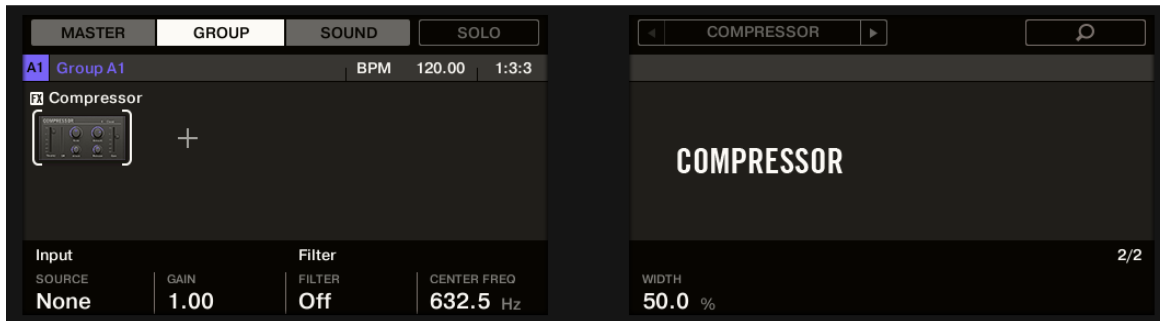 MASTER GROUP SOUND SOLO
A1 Group A1 BPM 120.00 1:3:3
FX Compressor
COMPRESSOR
Input Filter
SOURCE GAIN FILTER CENTER FREQ
None 1.00 Off 632.5 Hz
COMPRESSOR
COMPRESSOR
2/2
WIDTH
50.0 %